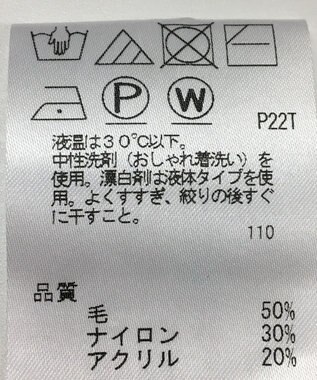 P W
P22T
液温は30℃以下。
中性洗剤（おしゃれ着洗い）を
使用。漂白剤は液体タイプを使
用。よくすすぎ、絞りの後すぐ
に干すこと。
110
品質
毛 50%
ナイロン 30%
アクリル 20%